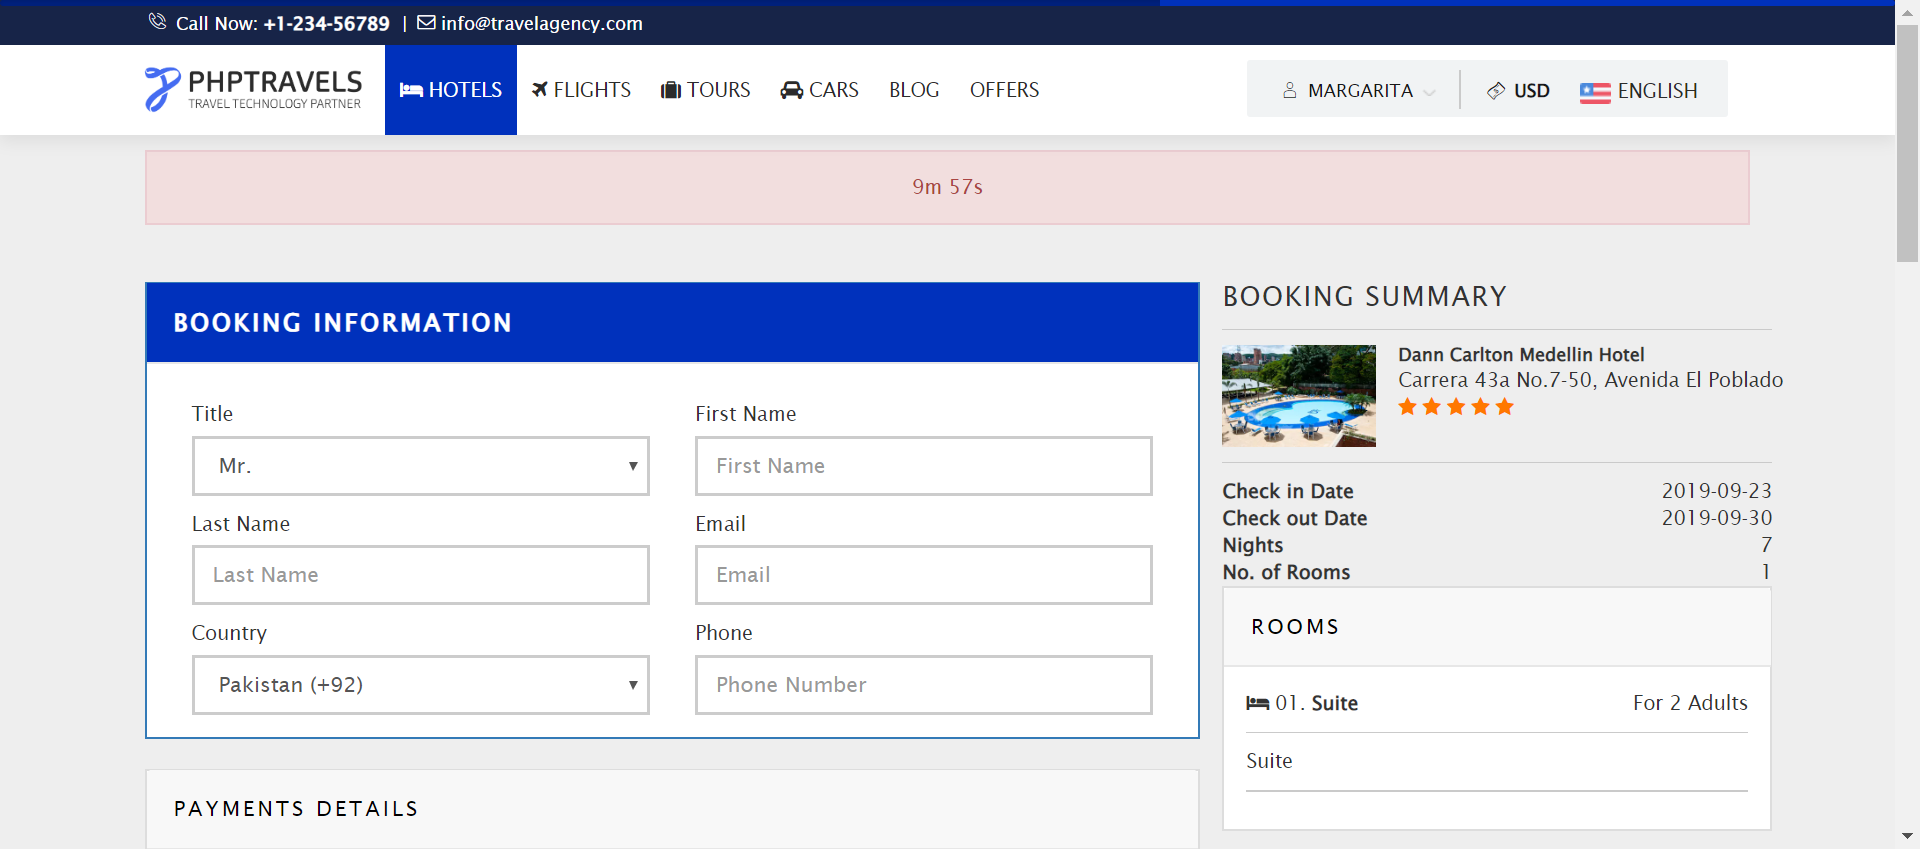 Call Now: +1-234-56789 | info@travelagency.com
PHPTRAVELS
TRAVEL TECHNOLOGY PARTNER
HOTELS FLIGHTS TOURS CARS BLOG OFFERS
MARGARITA USD ENGLISH
9m 57s
BOOKING INFORMATION
Title
Mr.
First Name
First Name
Last Name
Last Name
Email
Email
Country
Pakistan (+92)
Phone
Phone Number
PAYMENTS DETAILS
BOOKING SUMMARY
Dann Carlton Medellin Hotel
Carrera 43a No.7-50, Avenida El Poblado
Check in Date 2019-09-23
Check out Date 2019-09-30
Nights 7
No. of Rooms 1
ROOMS
01. Suite For 2 Adults
Suite